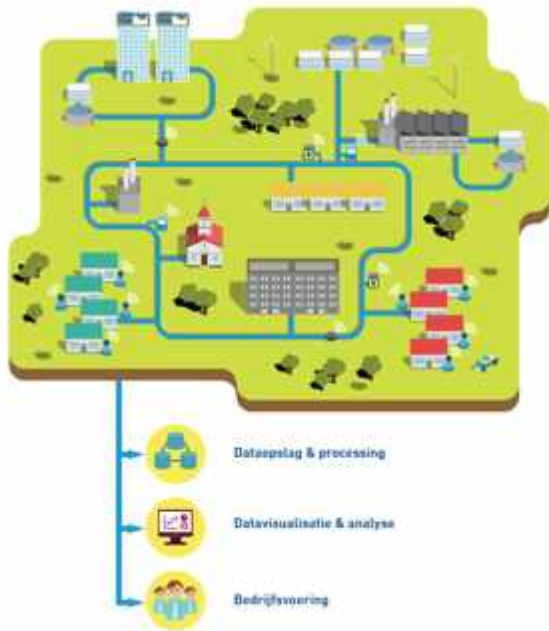 Dataopslag & processing
Datavisualisatie & analyse
Bedrijfsvoering